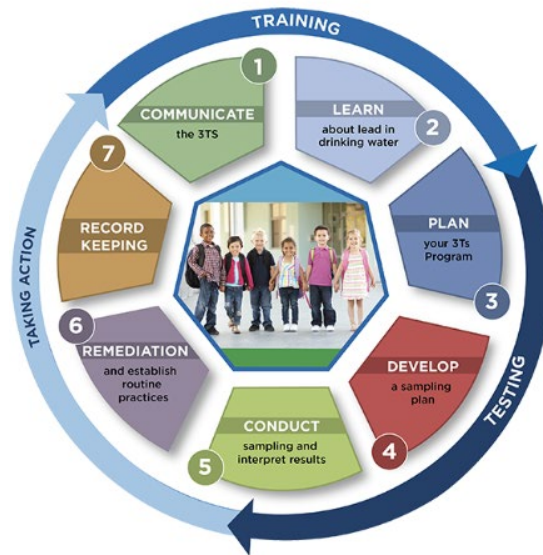 TRAINING
1
COMMUNICATE
the 3TS
2
LEARN
about lead in
drinking water
3
PLAN
your 3Ts
Program
TESTING
4
DEVELOP
a sampling
plan
5
CONDUCT
sampling and
interpret results
TAKING ACTION
6
REMEDIATION
and establish
routine
practices
7
RECORD
KEEPING